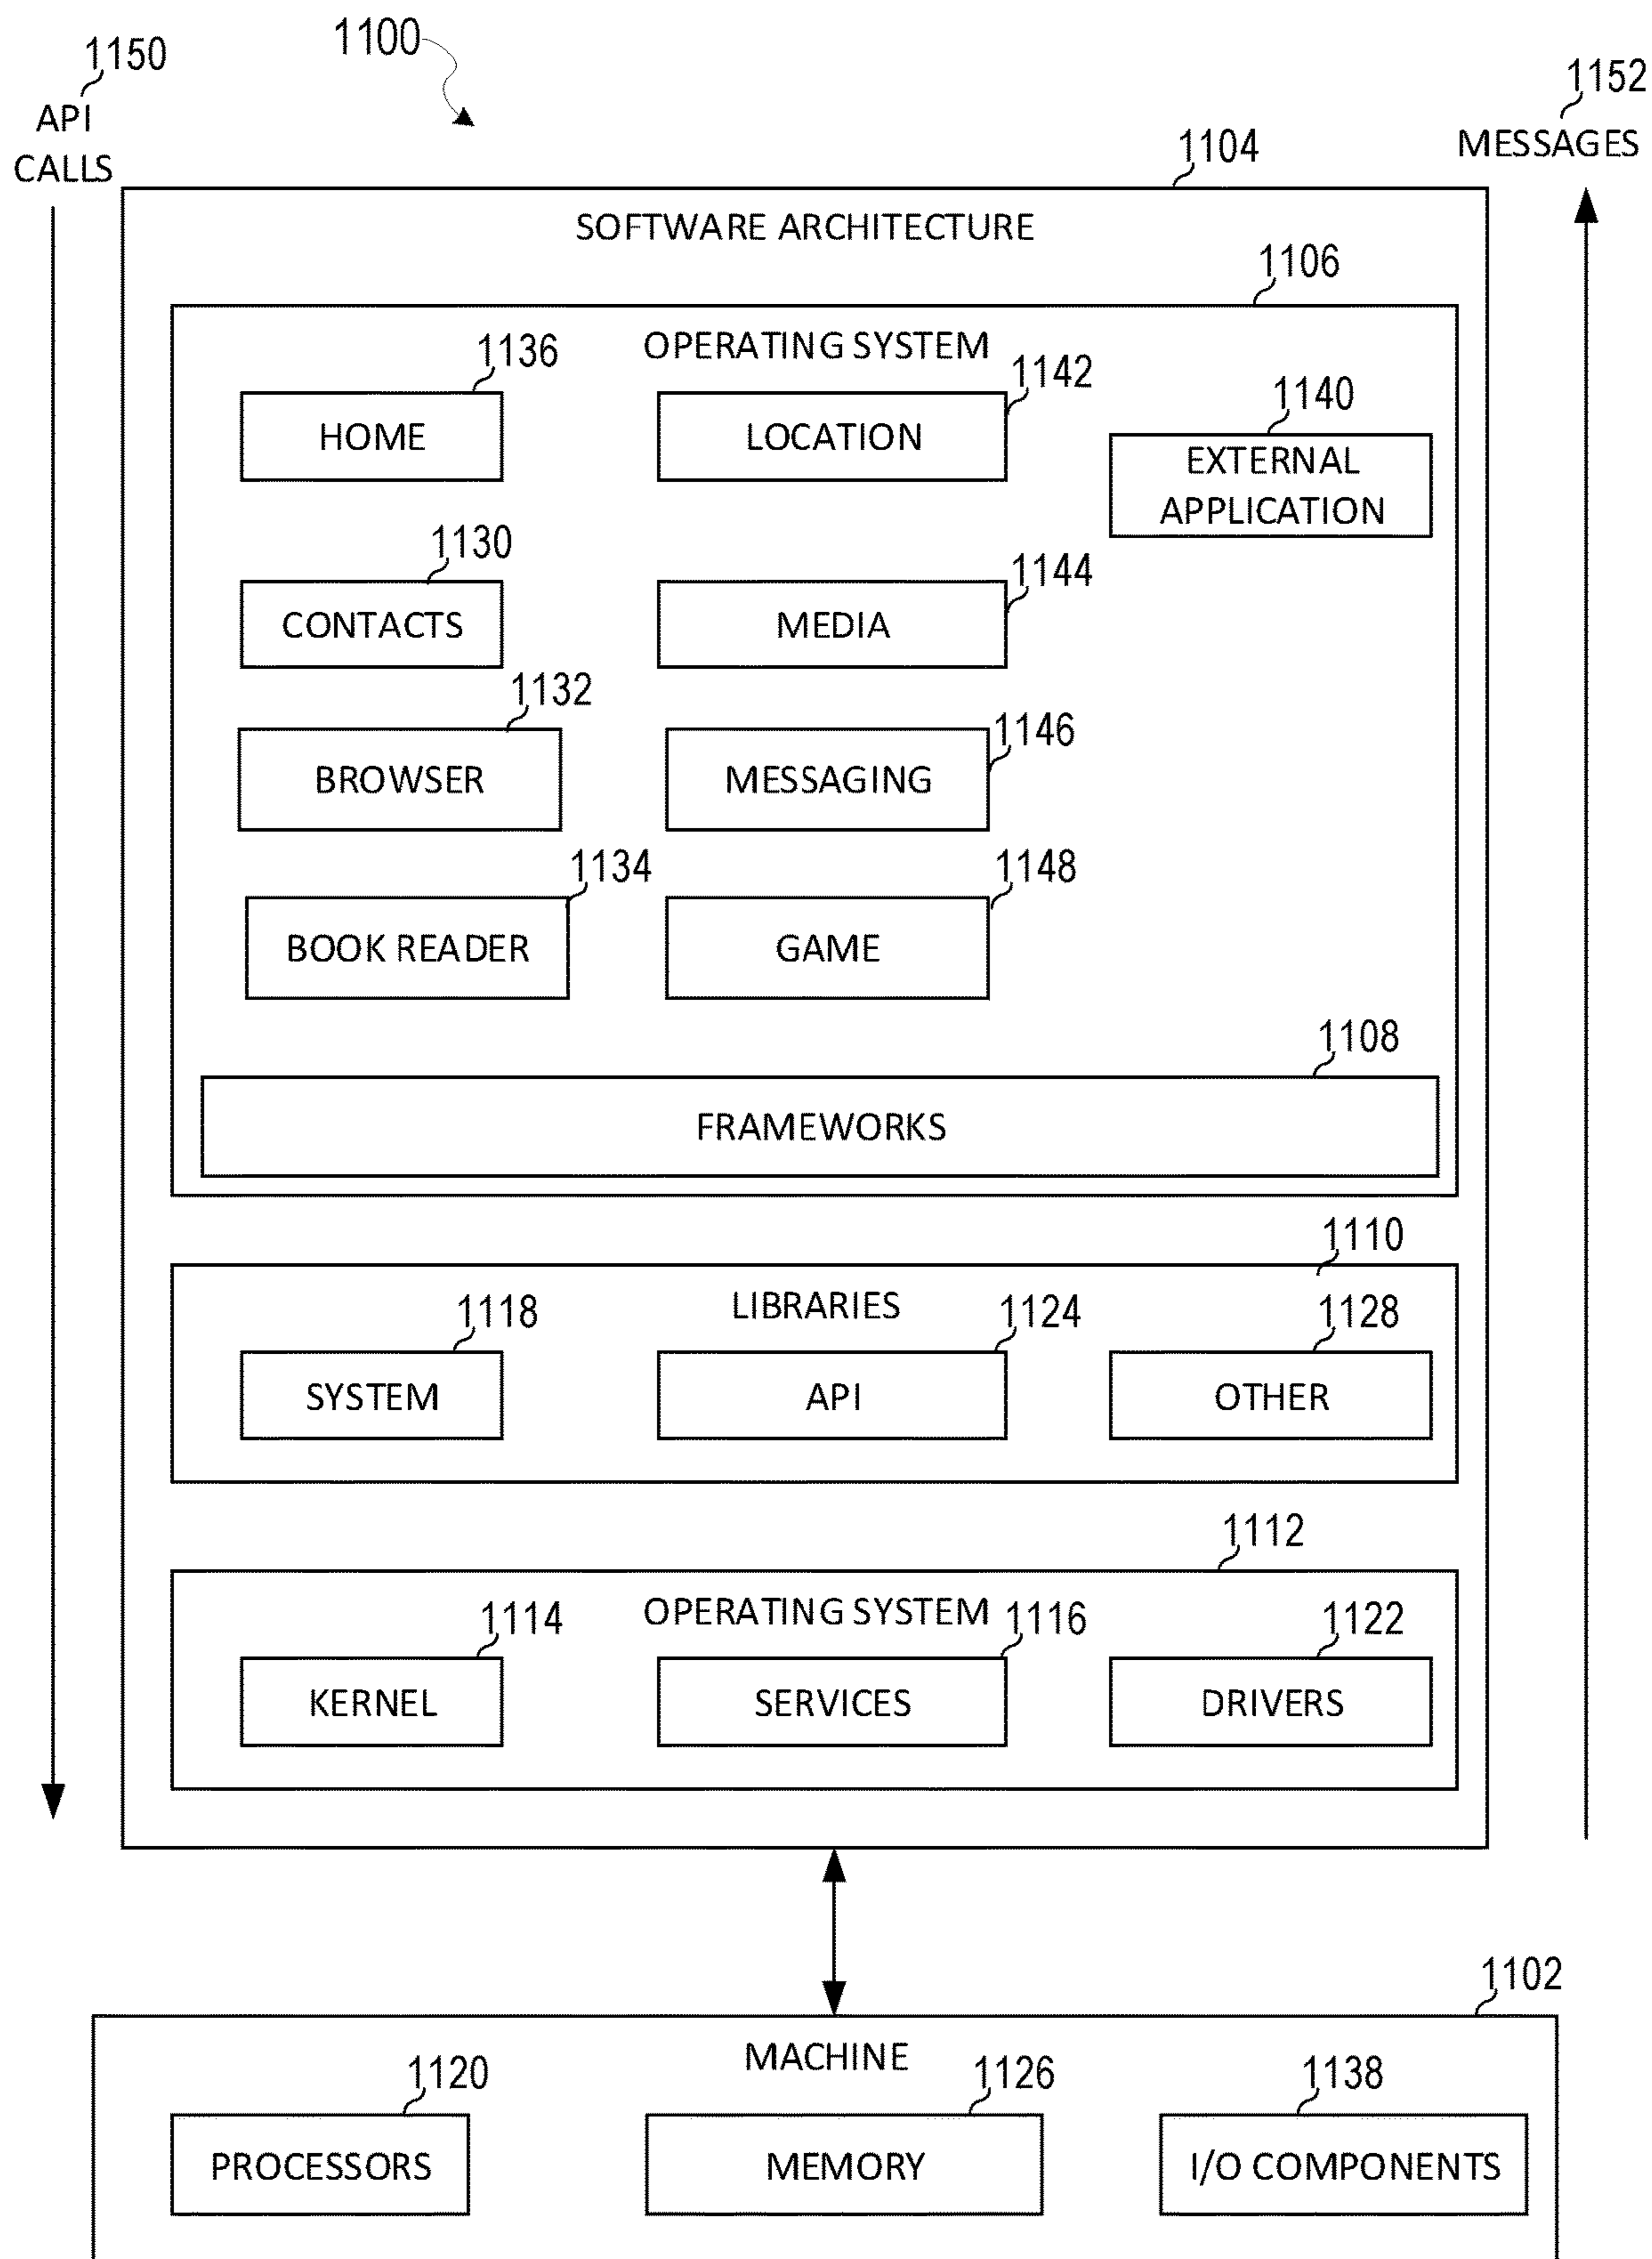 1100
1150
API
CALLS
1152
MESSAGES
1104
SOFTWARE ARCHITECTURE
1106
OPERATING SYSTEM
1136
HOME
1142
LOCATION
1140
EXTERNAL
APPLICATION
1130
CONTACTS
1144
MEDIA
1132
BROWSER
1146
MESSAGING
1134
BOOK READER
1148
GAME
1108
FRAMEWORKS
1110
LIBRARIES
1118
SYSTEM
1124
API
1128
OTHER
1112
OPERATING SYSTEM
1114
KERNEL
1116
SERVICES
1122
DRIVERS
1102
MACHINE
1120
PROCESSORS
1126
MEMORY
1138
I/O COMPONENTS